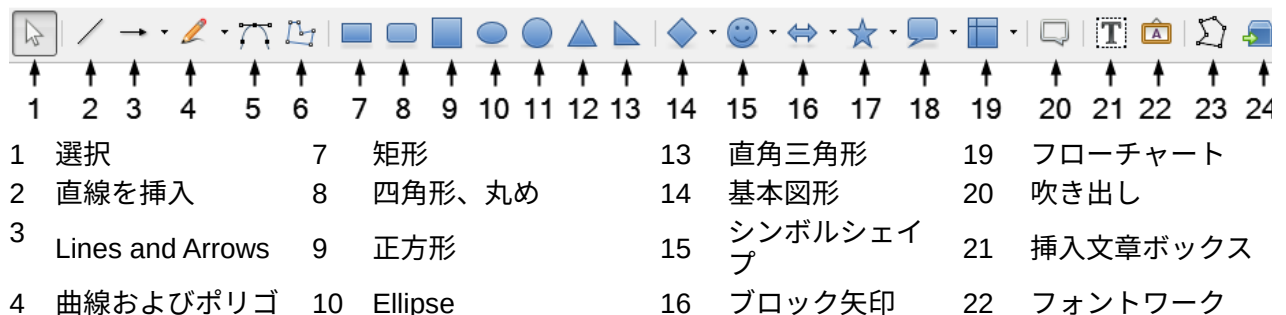 1 2 3 4 5 6 7 8 9 10 11 12 13 14 15 16 17 18 19 20 21 22 23 24
1 選択 7 矩形 13 直角三角形 19 フローチャート
2 直線を挿入 8 四角形、丸め 14 基本図形 20 吹き出し
3 Lines and Arrows 9 正方形 15 シンボルシェイ
プ 21 挿入文章ボックス
4 曲線およびポリゴ 10 Ellipse 16 ブロック矢印 22 フォントワーク